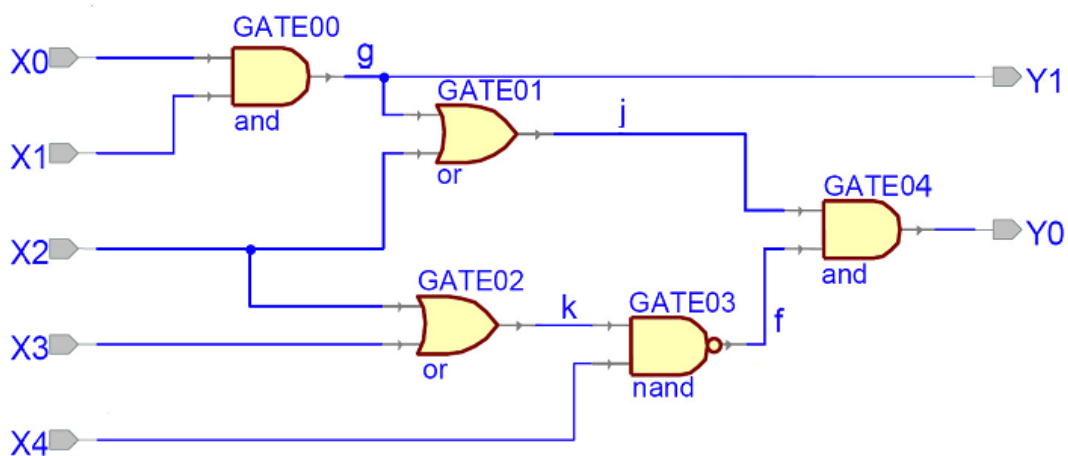 GATE00
X0
g
Y1
GATE01
and
j
X1
or
GATE04
X2
Y0
and
GATE02
k
GATE03
f
X3
or
nand
X4